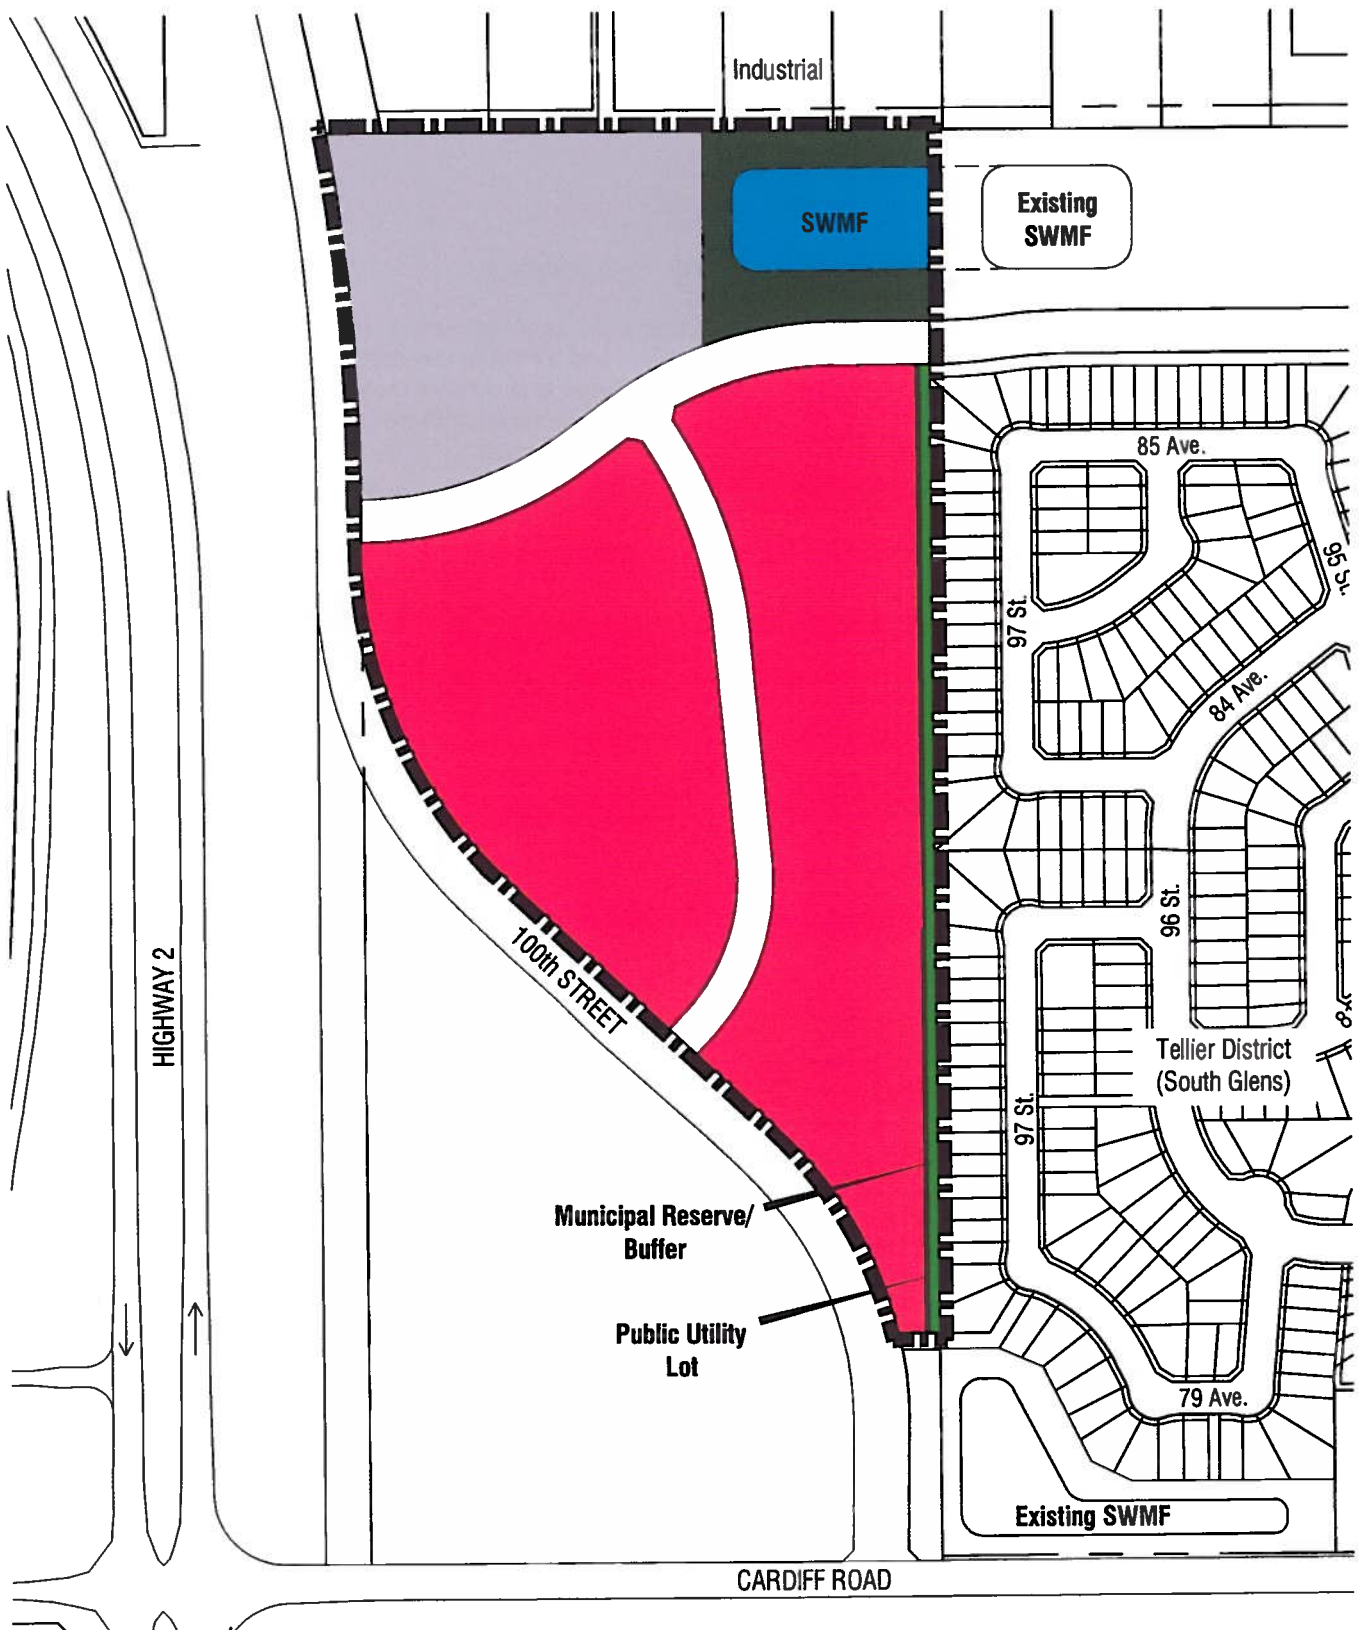 Industrial
SWMF
Existing
SWMF
85 Ave.
95 St.
97 St.
84 Ave.
96 St.
HIGHWAY 2
100th STREET
Tellier District
(South Glens)
97 St.
Municipal Reserve/
Buffer
Public Utility
Lot
79 Ave.
Existing SWMF
CARDIFF ROAD